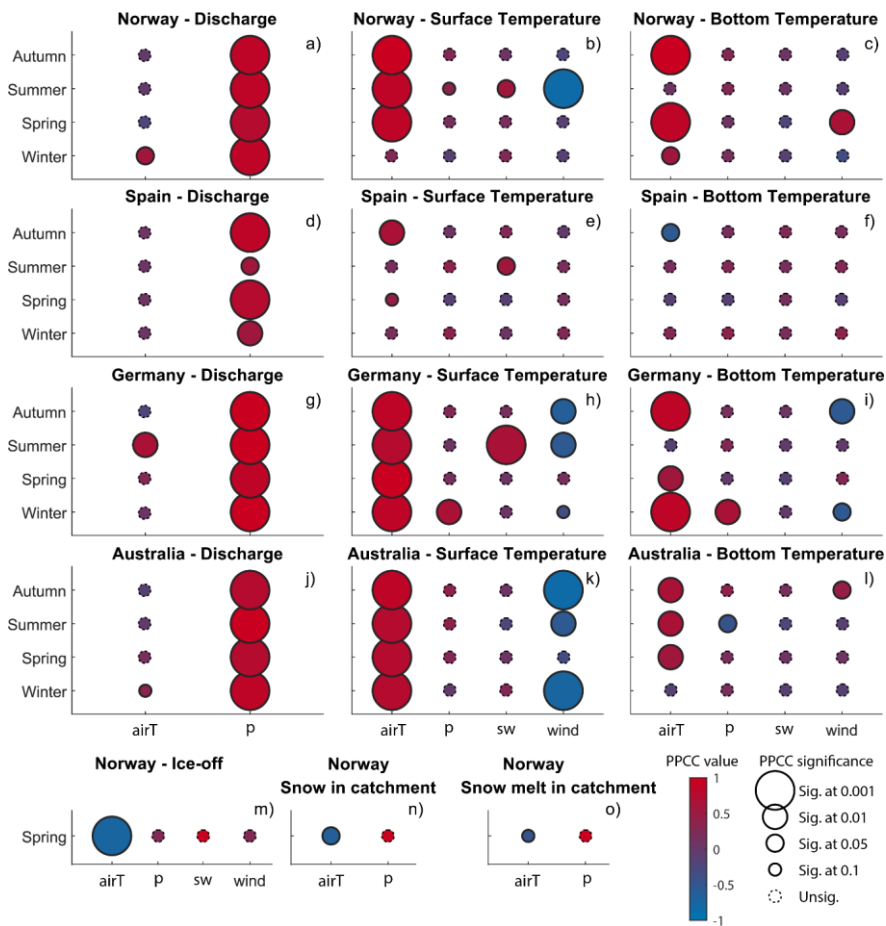 Norway - Discharge
Norway - Surface Temperature
Norway - Bottom Temperature
a)
b)
c)
Autumn
Summer
Spring
Winter
Spain - Discharge
Spain - Surface Temperature
Spain - Bottom Temperature
d)
e)
f)
Autumn
Summer
Spring
Winter
Germany - Discharge
Germany - Surface Temperature
Germany - Bottom Temperature
g)
h)
i)
Autumn
Summer
Spring
Winter
Australia - Discharge
Australia - Surface Temperature
Australia - Bottom Temperature
j)
k)
l)
Autumn
Summer
Spring
Winter
airT p
airT p sw wind
airT p sw wind
Norway - Ice-off
m)
Spring
airT p sw wind
Norway
Snow in catchment
n)
airT p
Norway
Snow melt in catchment
o)
airT p
PPCC value
1
0.5
0
-0.5
-1
PPCC significance
Sig. at 0.001
Sig. at 0.01
Sig. at 0.05
Sig. at 0.1
Unsig.